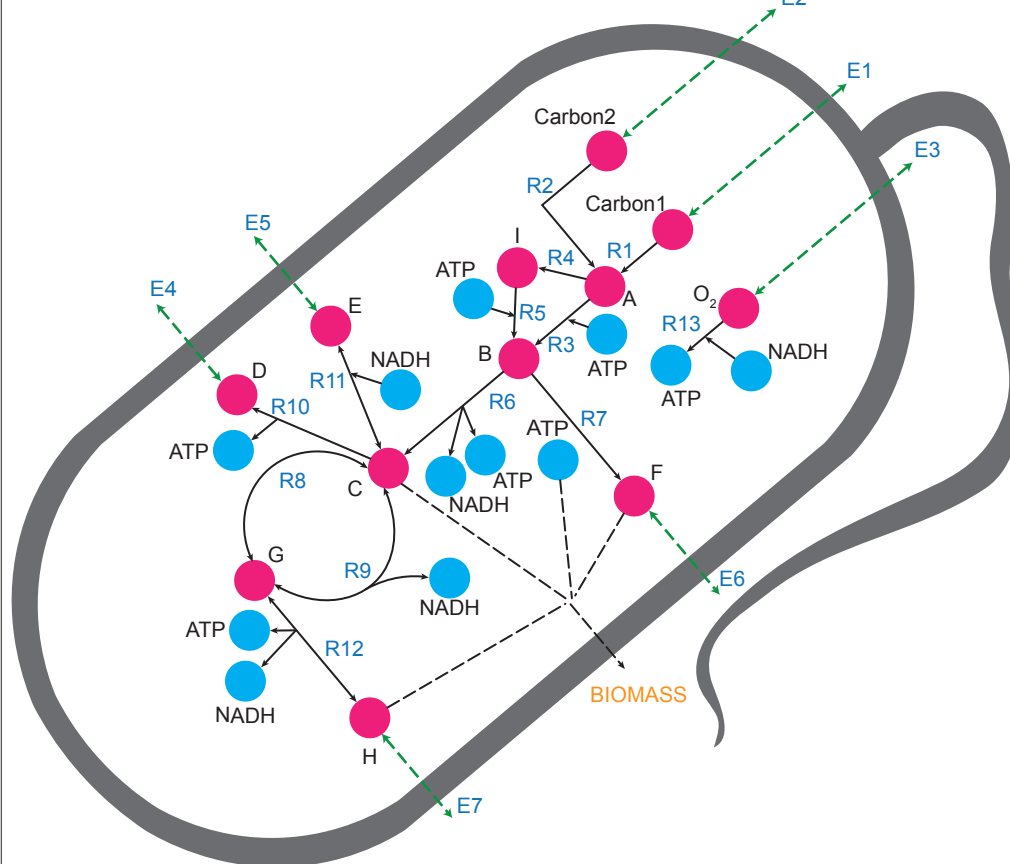 E2
E1
Carbon2
E3
R2
Carbon1
E5
I
R4
R1
ATP
A
O2
E4
E
R5
R3
R13
NADH
B
ATP
ATP
D
NADH
R11
R6
R10
R7
ATP
ATP
C
ATP
F
R8
NADH
G
R9
E6
NADH
ATP
R12
BIOMASS
NADH
H
E7